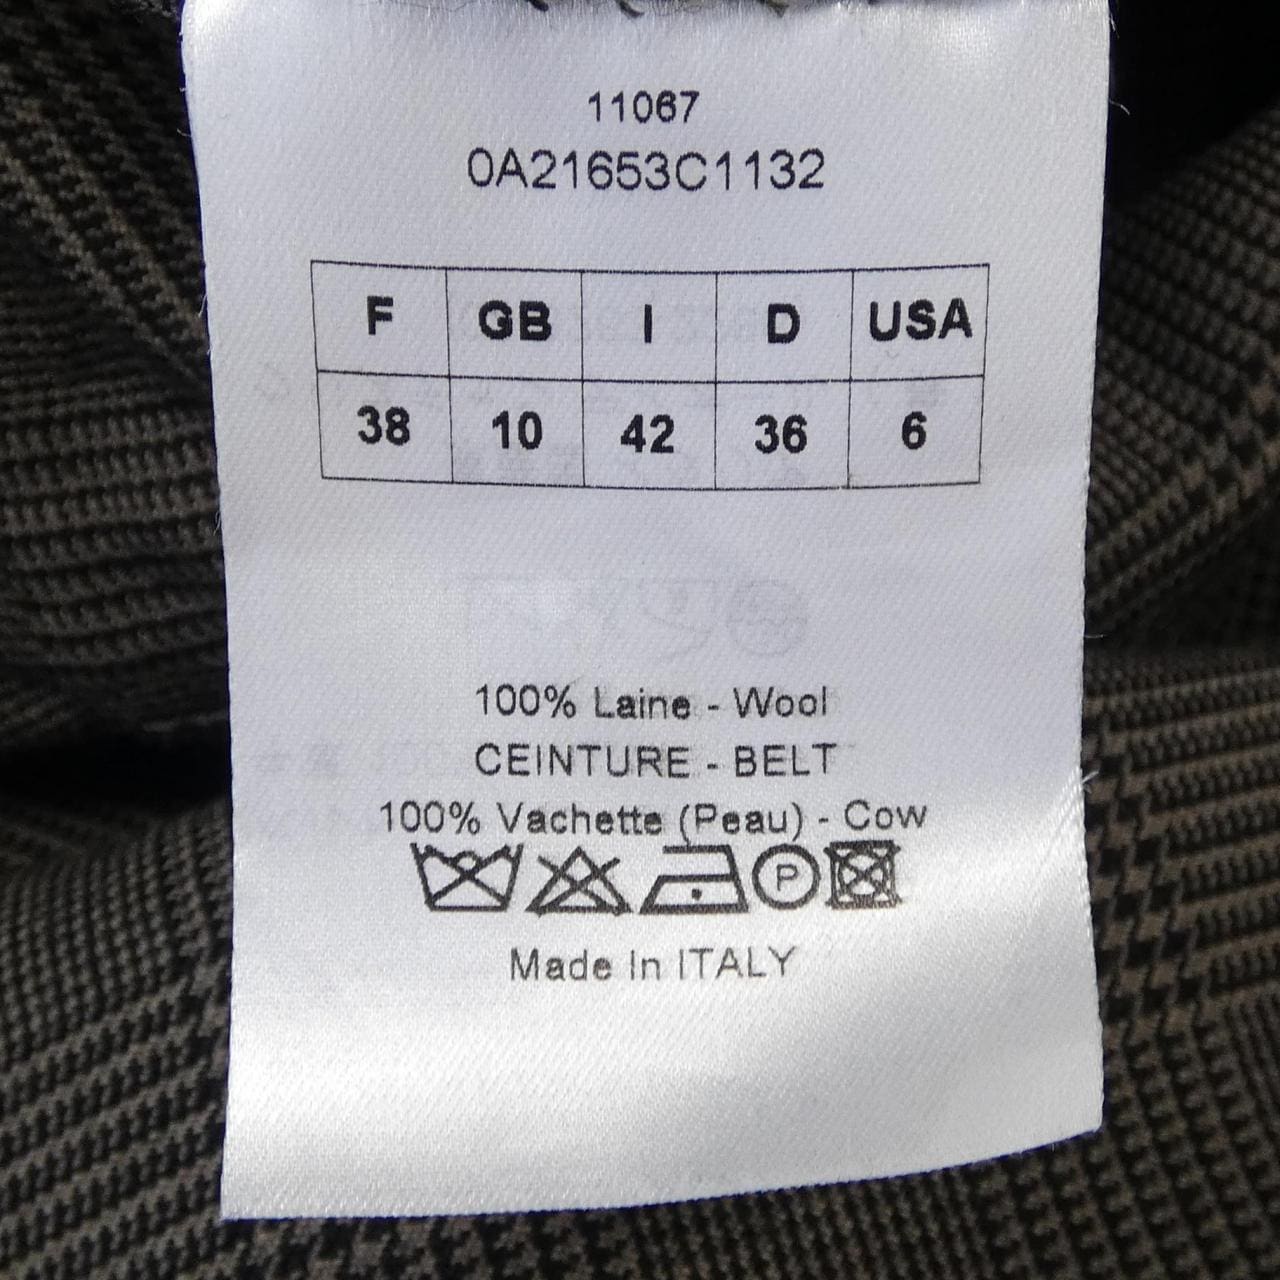 11067
0A21653C1132
F GB I D USA
38 10 42 36 6
100% Laine - Wool
CEINTURE - BELT
100% Vachette (Peau) - Cow
P
Made In ITALY